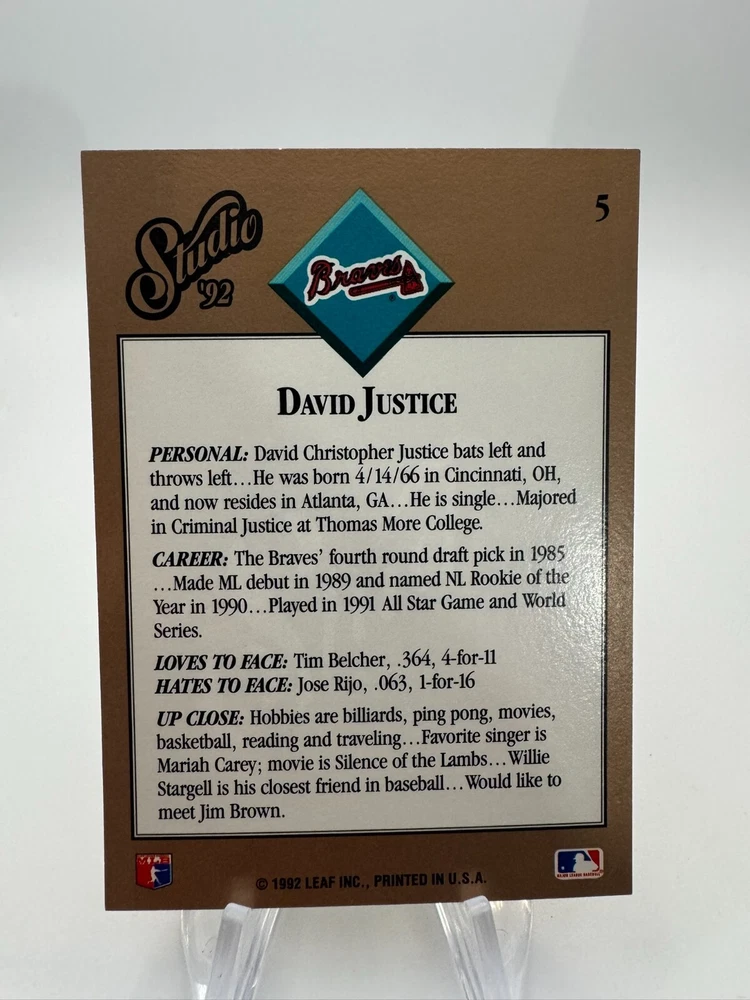 Studio
'92
5
Braves
DAVID JUSTICE
PERSONAL: David Christopher Justice bats left and
throws left...He was born 4/14/66 in Cincinnati, OH,
and now resides in Atlanta, GA...He is single...Majored
in Criminal Justice at Thomas More College.
CAREER: The Braves' fourth round draft pick in 1985
...Made ML debut in 1989 and named NL Rookie of the
Year in 1990...Played in 1991 All Star Game and World
Series.
LOVES TO FACE: Tim Belcher, .364, 4-for-11
HATES TO FACE: Jose Rijo, .063, 1-for-16
UP CLOSE: Hobbies are billiards, ping pong, movies,
basketball, reading and traveling...Favorite singer is
Mariah Carey; movie is Silence of the Lambs...Willie
Stargell is his closest friend in baseball...Would like to
meet Jim Brown.
© 1992 LEAF INC., PRINTED IN U.S.A.
MAJOR LEAGUE BASEBALL